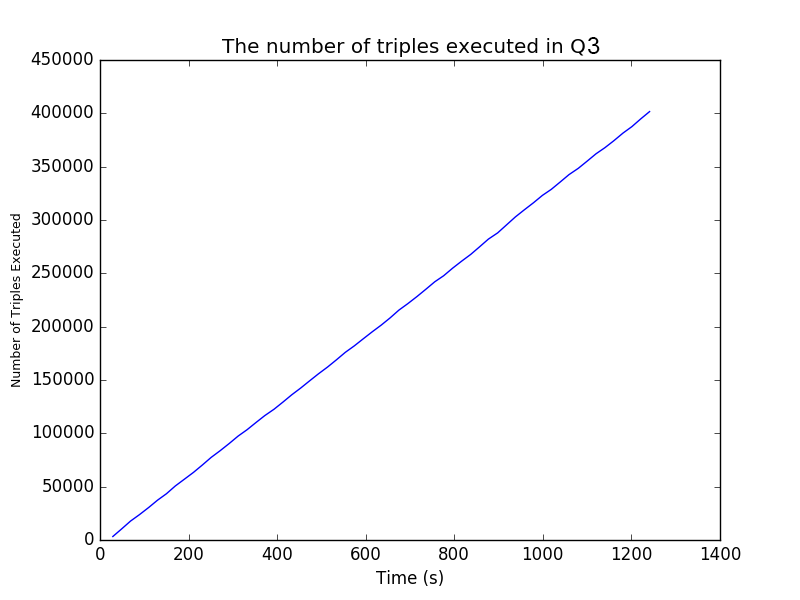 The number of triples executed in Q3
450000
400000
350000
300000
250000
200000
150000
100000
50000
0
Number of Triples Executed
0 200 400 600 800 1000 1200 1400
Time (s)